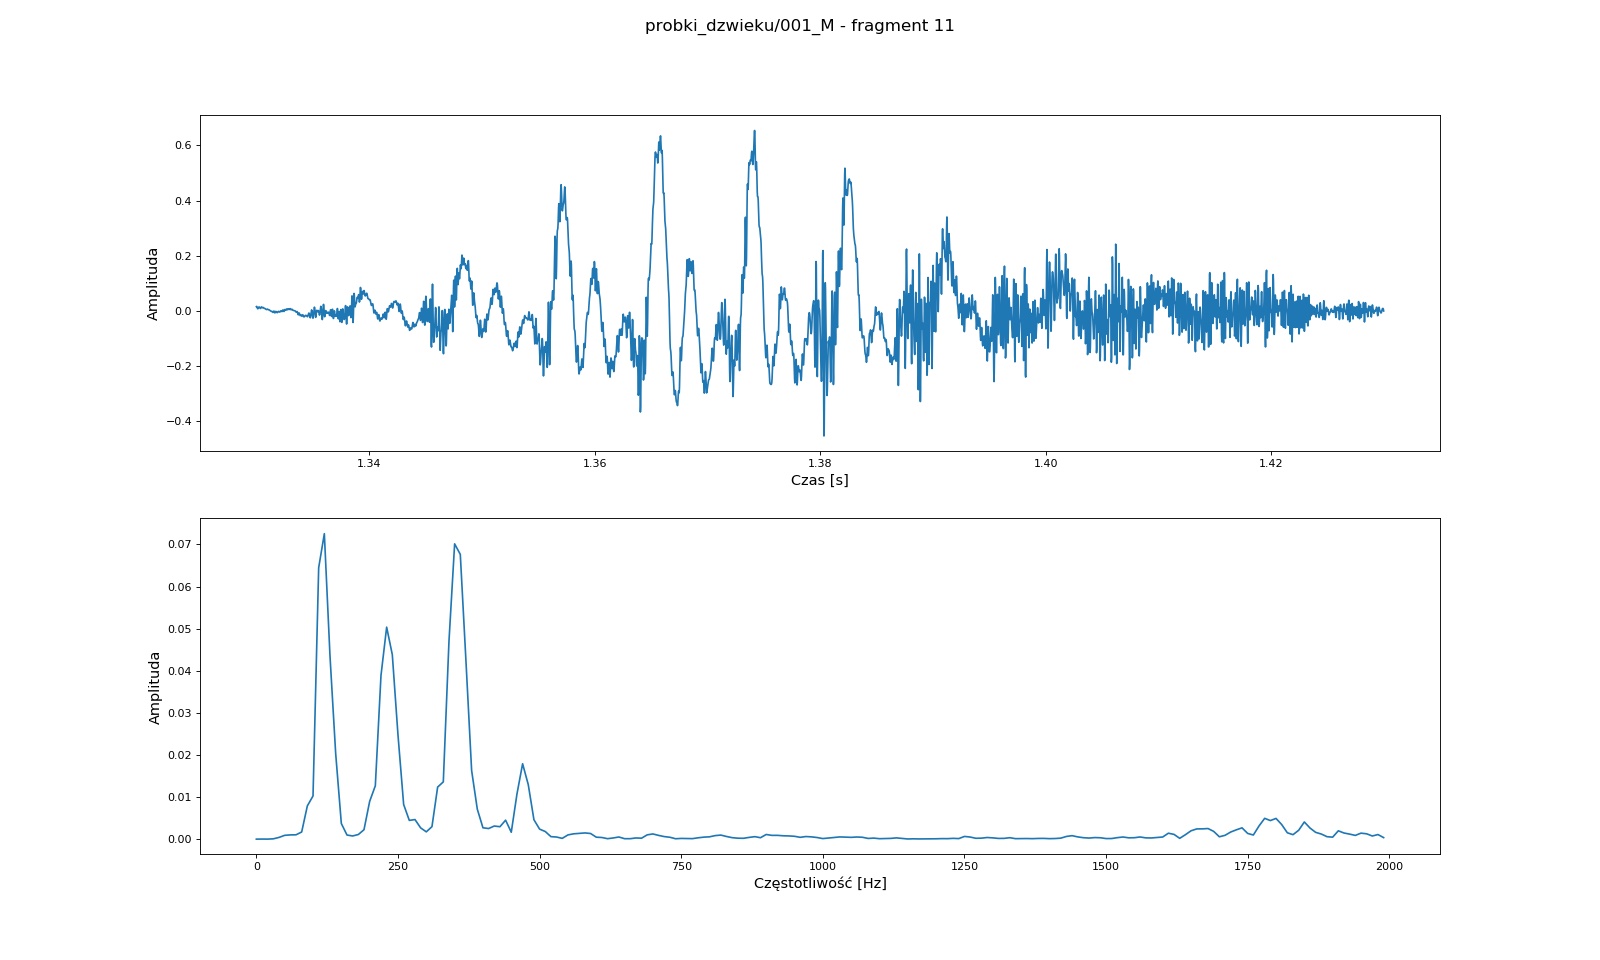 probki_dzwieku/001_M - fragment 11
Amplituda
0.6
0.4
0.2
0.0
−0.2
−0.4
1.34 1.36 1.38 1.40 1.42
Czas [s]
Amplituda
0.07
0.06
0.05
0.04
0.03
0.02
0.01
0.00
0 250 500 750 1000 1250 1500 1750 2000
Częstotliwość [Hz]